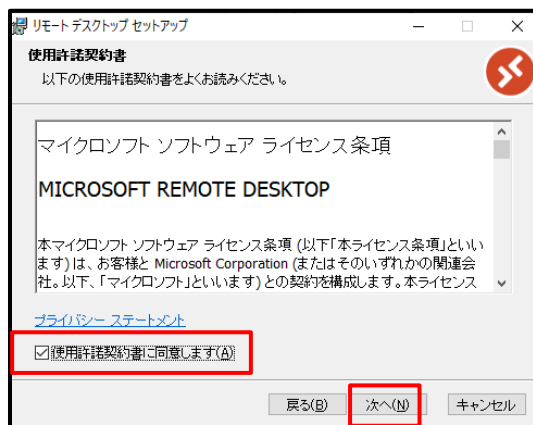 リモート デスクトップ セットアップ
使用許諾契約書
以下の使用許諾契約書をよくお読みください。
マイクロソフト ソフトウェア ライセンス条項
MICROSOFT REMOTE DESKTOP
本マイクロソフト ソフトウェア ライセンス条項 (以下「本ライセンス条項」といい
ます) は、お客様と Microsoft Corporation (またはそのいずれかの関連会
社。以下、「マイクロソフト」といいます) との契約を構成します。本ライセンス
プライバシー ステートメント
使用許諾契約書に同意します(A)
戻る(B) 次へ(N) キャンセル